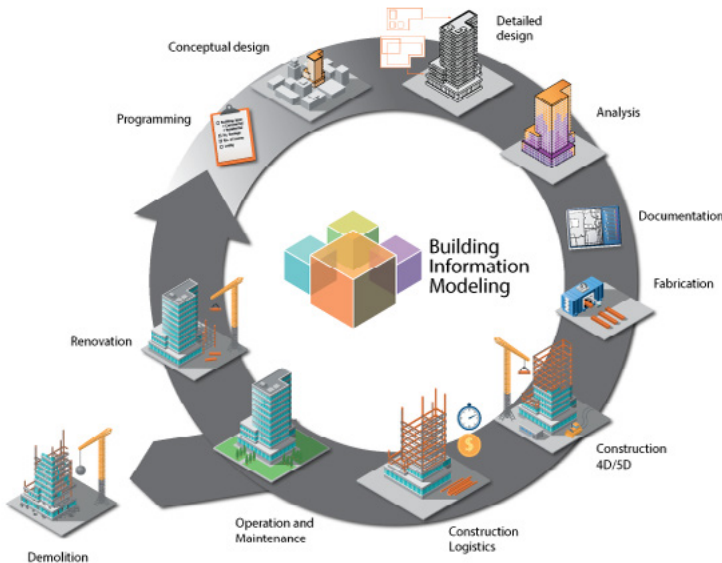 Conceptual design
Detailed
design
Programming
Analysis
Documentation
Building
Information
Modeling
Fabrication
Renovation
Construction
4D/5D
Operation and
Maintenance
Construction
Logistics
Demolition
$